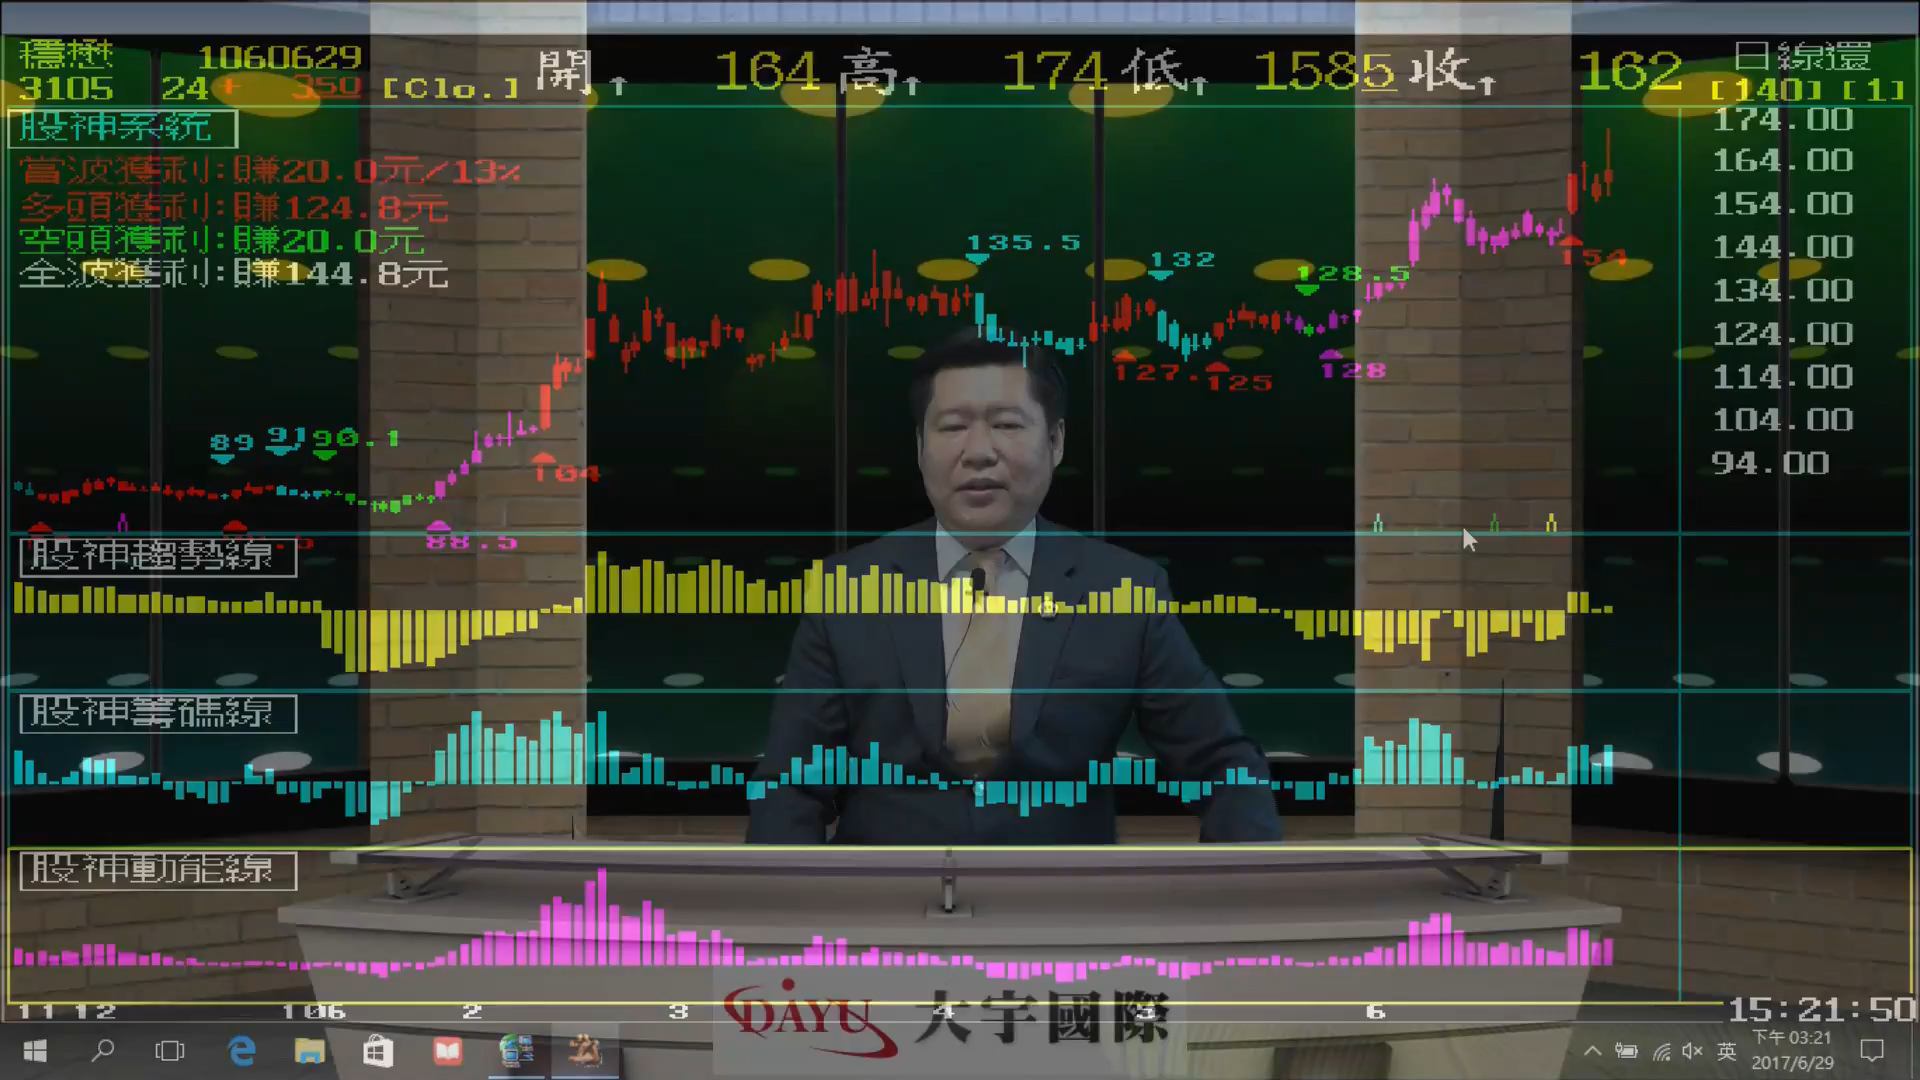 穩懋 1060629 開↑ 164 高↑ 174 低↑ 1585 收↑ 162 日線還
3105 24+ 350 [Clo.] [140][1]
股神系統
當波獲利:賺20.0元/13%
多頭獲利:賺124.8元
空頭獲利:賺20.0元
全波獲利:賺144.8元
174.00
164.00
154.00
144.00
134.00
124.00
114.00
104.00
94.00
135.5
132
128.5
154
127.
125
128
89
91
90.1
104
88.5
股神趨勢線
股神籌碼線
股神動能線
11 12 106 2 3 4 5 6
15:21:50
DAYU 大宇國際
英
下午 03:21
2017/6/29